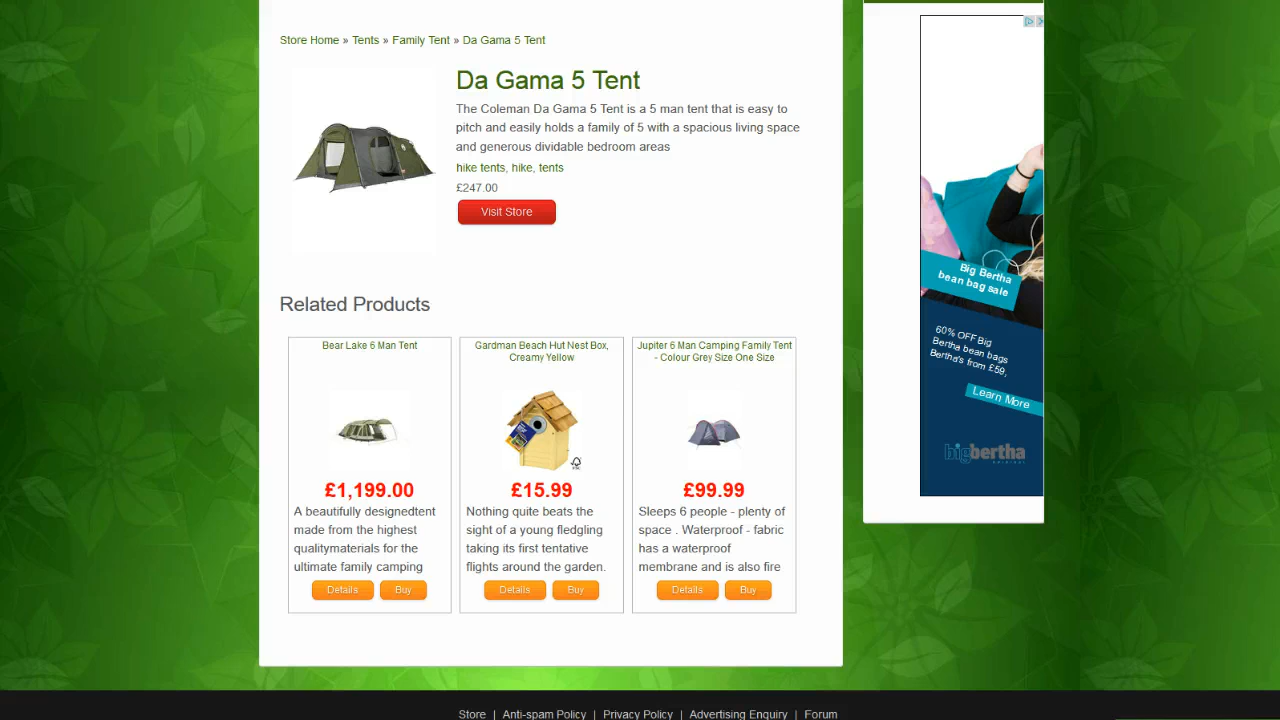 Store Home » Tents » Family Tent » Da Gama 5 Tent
Da Gama 5 Tent
The Coleman Da Gama 5 Tent is a 5 man tent that is easy to
pitch and easily holds a family of 5 with a spacious living space
and generous dividable bedroom areas
hike tents, hike, tents
£247.00
Visit Store
Related Products
Bear Lake 6 Man Tent
£1,199.00
A beautifully designedtent
made from the highest
qualitymaterials for the
ultimate family camping
Details Buy
Gardman Beach Hut Nest Box,
Creamy Yellow
£15.99
Nothing quite beats the
sight of a young fledgling
taking its first tentative
flights around the garden.
Details Buy
Jupiter 6 Man Camping Family Tent
- Colour Grey Size One Size
£99.99
Sleeps 6 people - plenty of
space . Waterproof - fabric
has a waterproof
membrane and is also fire
Details Buy
Big Bertha
bean bag sale
60% OFF Big
Bertha bean bags
Bertha's from £59,
Learn More
bigbertha
Store | Anti-spam Policy | Privacy Policy | Advertising Enquiry | Forum